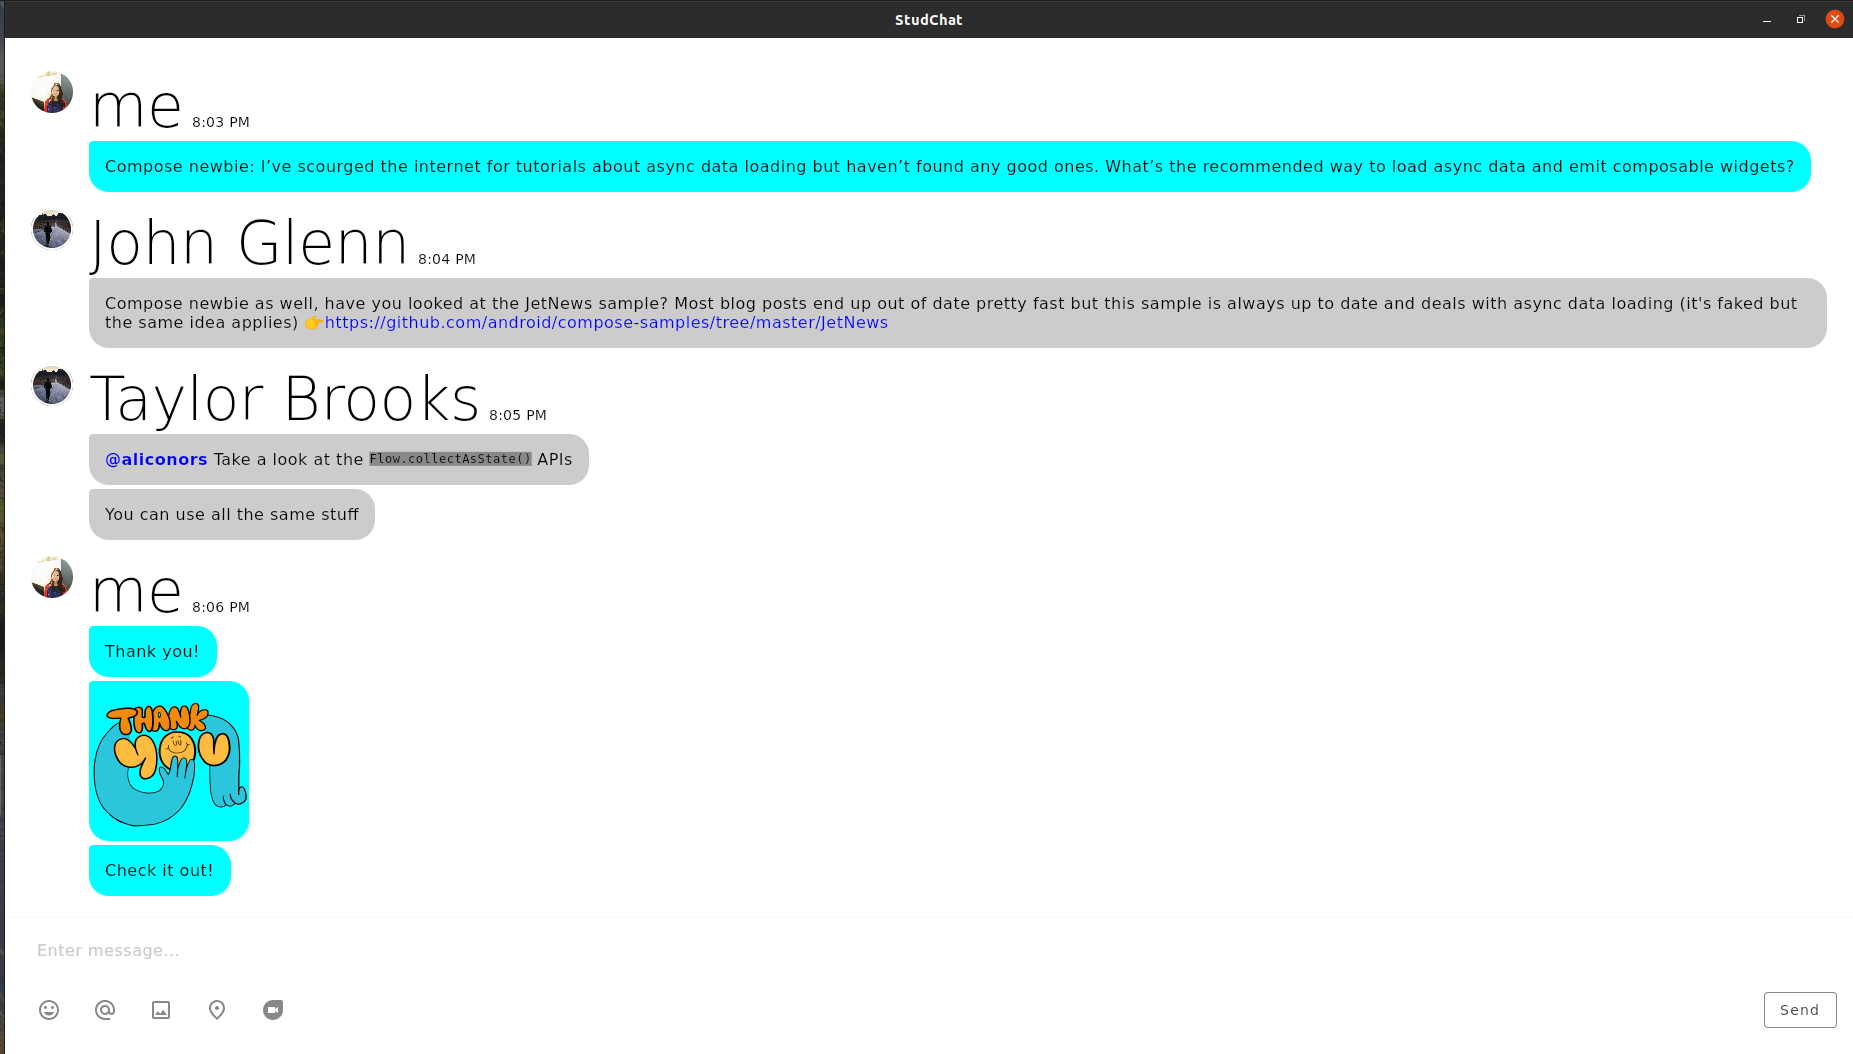 StudChat
me 8:03 PM
Compose newbie: I’ve scourged the internet for tutorials about async data loading but haven’t found any good ones. What’s the recommended way to load async data and emit composable widgets?
John Glenn 8:04 PM
Compose newbie as well, have you looked at the JetNews sample? Most blog posts end up out of date pretty fast but this sample is always up to date and deals with async data loading (it's faked but
the same idea applies) 👉https://github.com/android/compose-samples/tree/master/JetNews
Taylor Brooks 8:05 PM
@aliconors Take a look at the Flow.collectAsState() APIs
You can use all the same stuff
me 8:06 PM
Thank you!
THANK
YOU
Check it out!
Enter message...
Send